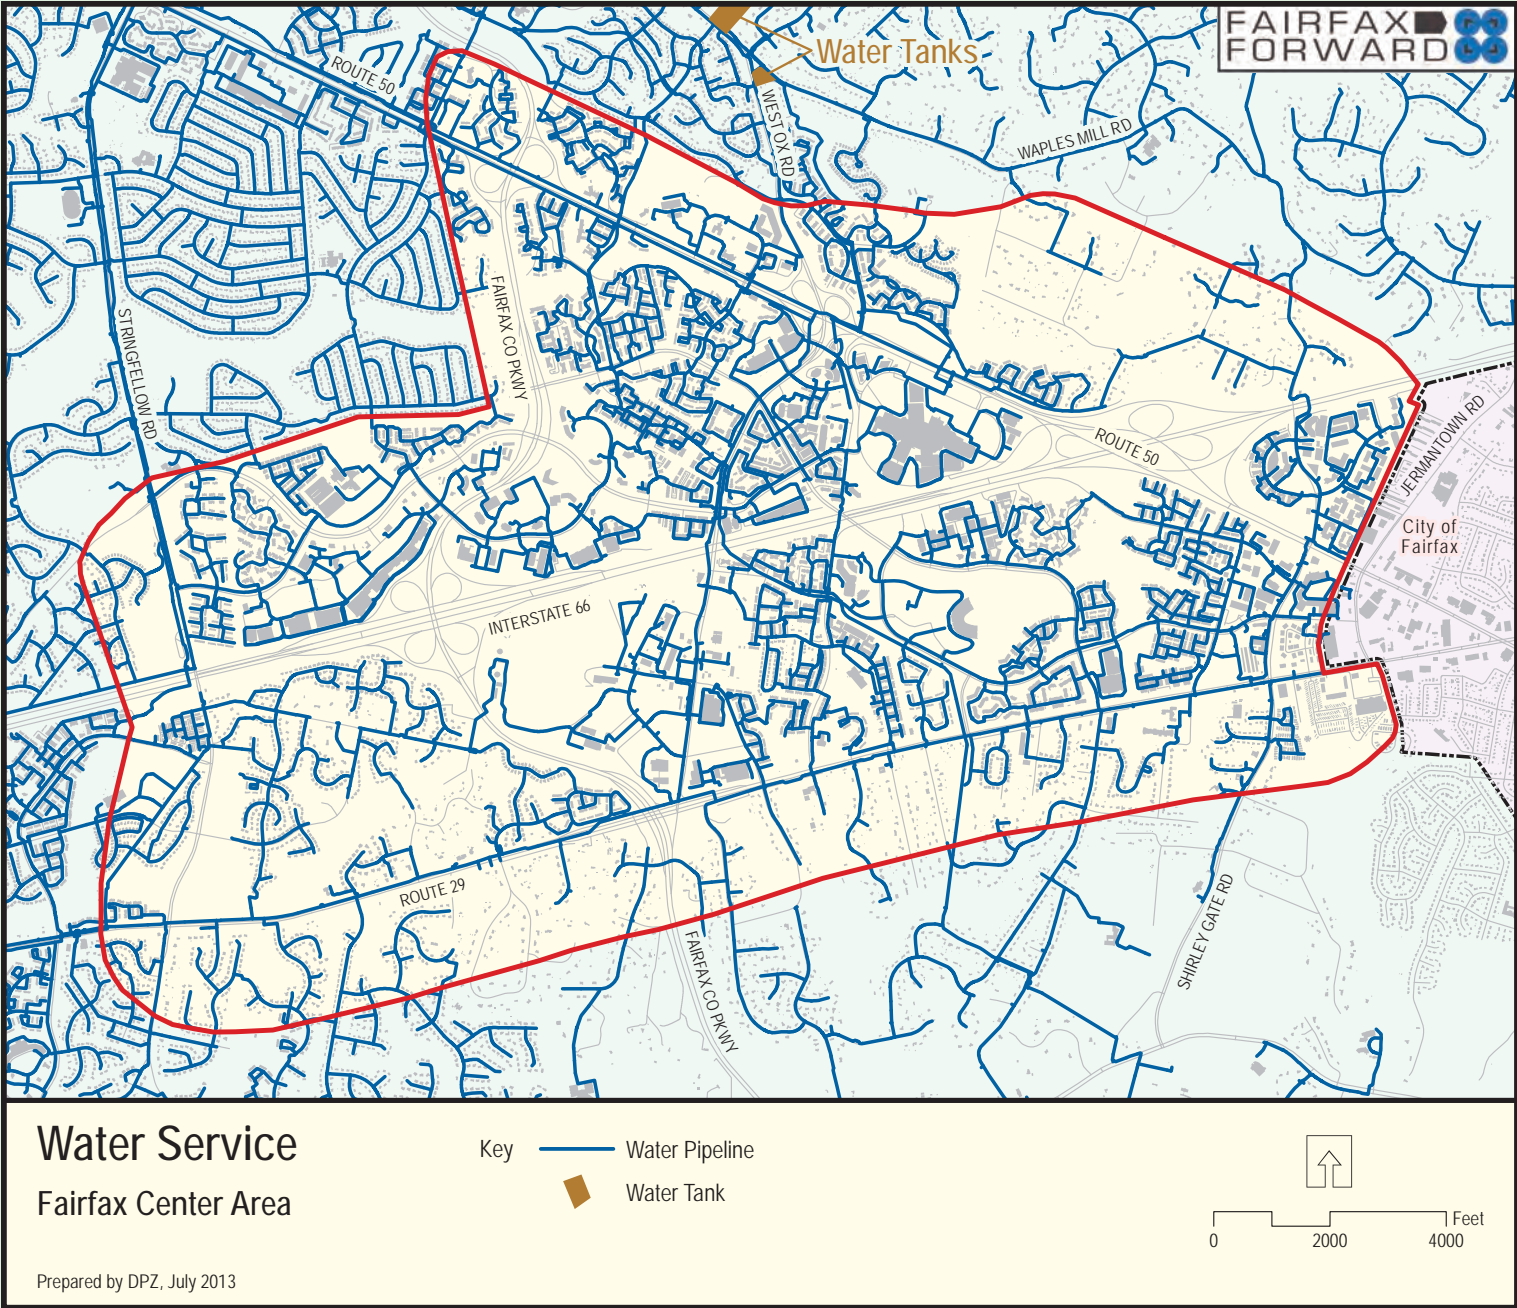 FAIRFAX
FORWARD
Water Tanks
ROUTE 50
WEST OX RD
WAPLES MILL RD
FAIRFAX CO PKWY
STRINGFELLOW RD
JERMANTOWN RD
ROUTE 50
City of
Fairfax
INTERSTATE 66
ROUTE 29
SHIRLEY GATE RD
FAIRFAX CO PKWY
Water Service
Fairfax Center Area
Prepared by DPZ, July 2013
Key
Water Pipeline
Water Tank
Feet
0 2000 4000